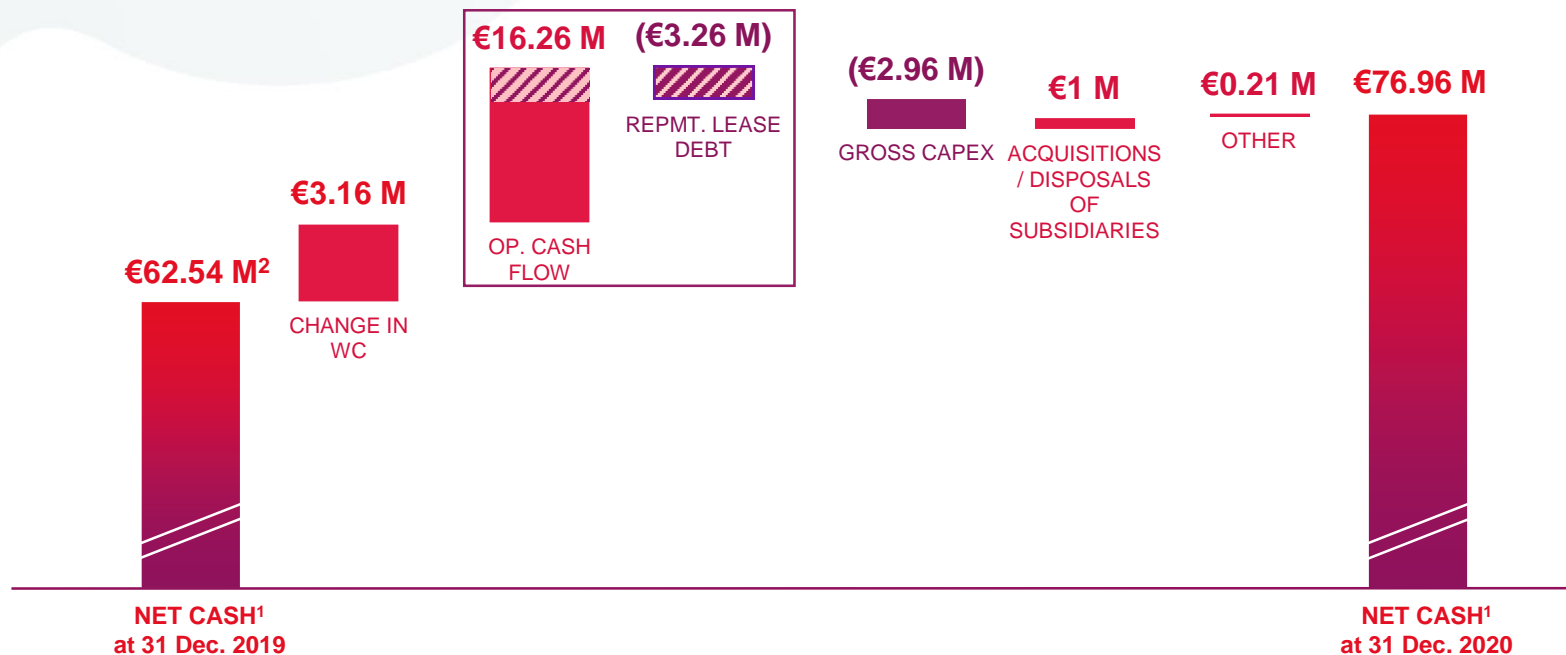 €16.26 M
(€3.26 M)
REPMT. LEASE
DEBT
(€2.96 M)
GROSS CAPEX
€1 M
ACQUISITIONS
/ DISPOSALS
OF
SUBSIDIARIES
€0.21 M
OTHER
€76.96 M
€3.16 M
CHANGE IN
WC
OP. CASH
FLOW
€62.54 M²
NET CASH¹
at 31 Dec. 2019
NET CASH¹
at 31 Dec. 2020